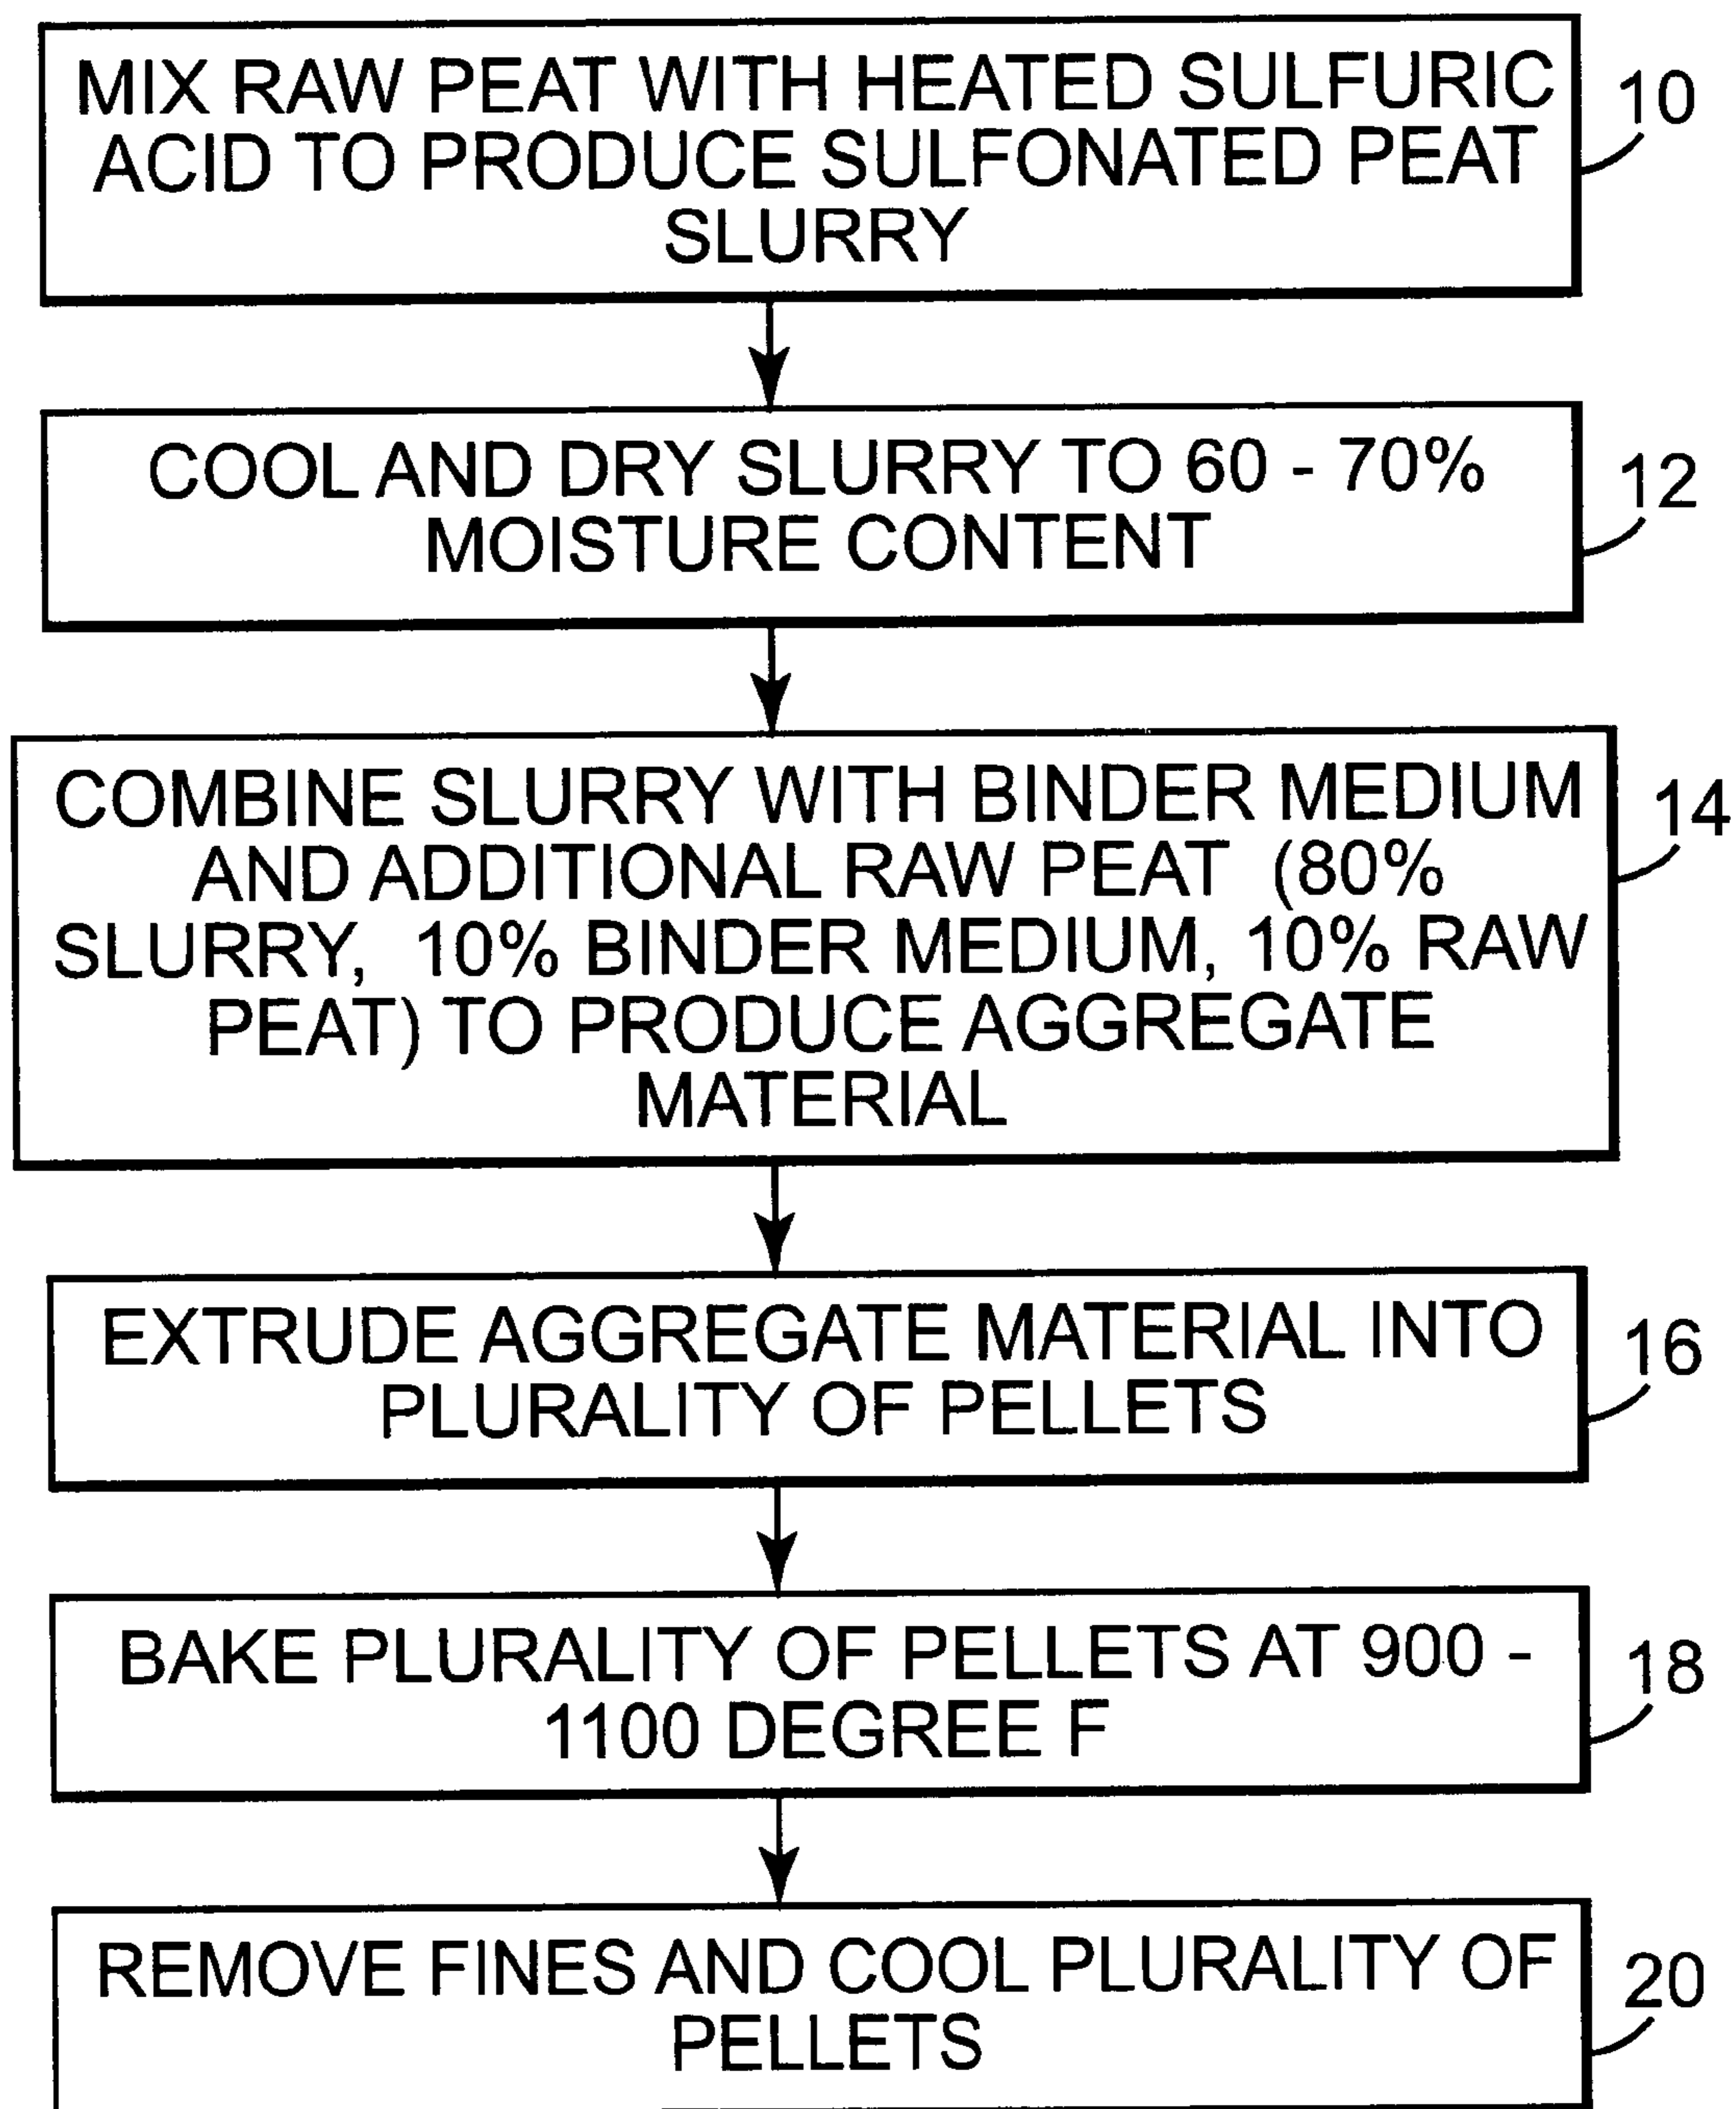 MIX RAW PEAT WITH HEATED SULFURIC
ACID TO PRODUCE SULFONATED PEAT
SLURRY
10
COOL AND DRY SLURRY TO 60 - 70%
MOISTURE CONTENT
12
COMBINE SLURRY WITH BINDER MEDIUM
AND ADDITIONAL RAW PEAT (80%
SLURRY, 10% BINDER MEDIUM, 10% RAW
PEAT) TO PRODUCE AGGREGATE
MATERIAL
14
EXTRUDE AGGREGATE MATERIAL INTO
PLURALITY OF PELLETS
16
BAKE PLURALITY OF PELLETS AT 900 -
1100 DEGREE F
18
REMOVE FINES AND COOL PLURALITY OF
PELLETS
20